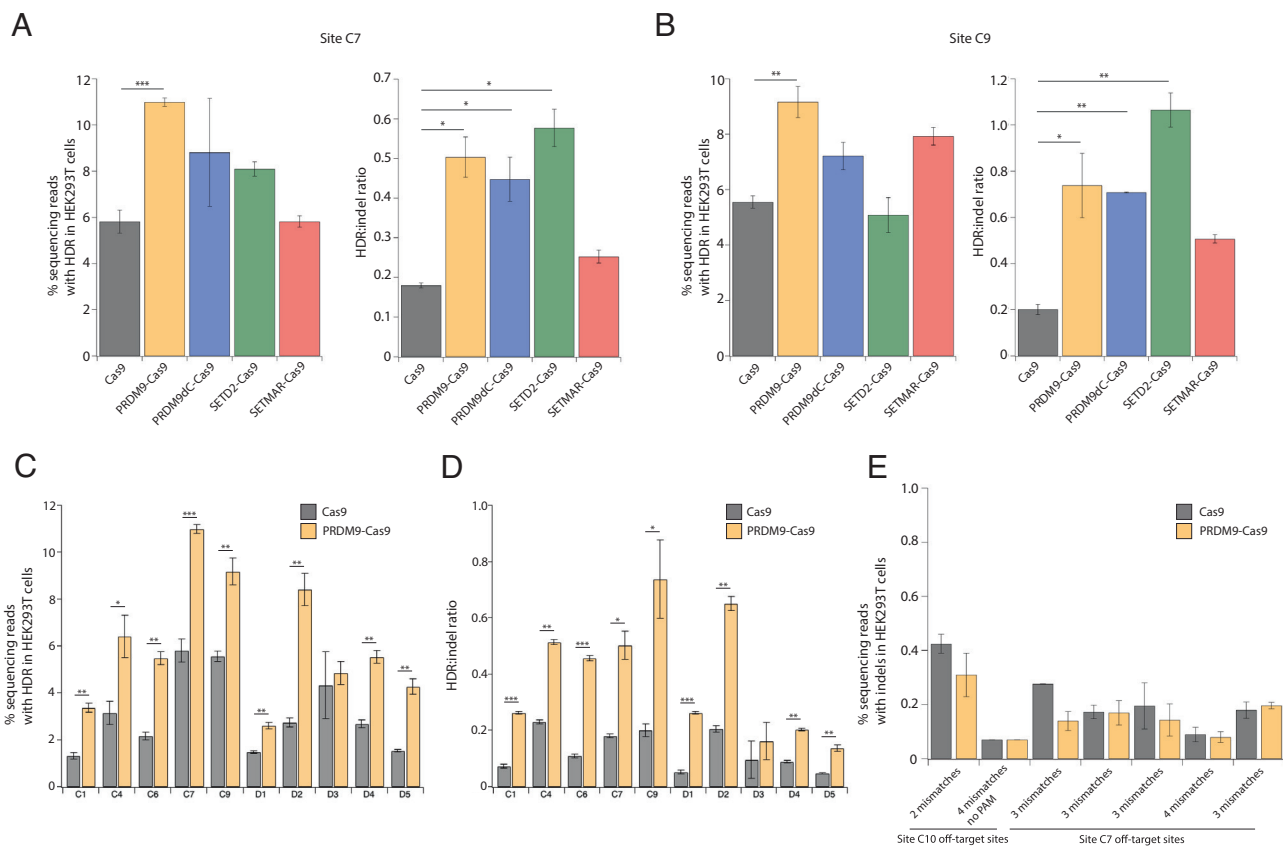 A
Site C7
% sequencing reads
with HDR in HEK293T cells
12
10
8
6
4
2
0
***
Cas9
PRDM9-Cas9
PRDM9dC-Cas9
SETD2-Cas9
SETMAR-Cas9
HDR:indel ratio
0.7
0.6
0.5
0.4
0.3
0.2
0.1
0
*
*
*
Cas9
PRDM9-Cas9
PRDM9dC-Cas9
SETD2-Cas9
SETMAR-Cas9
B
Site C9
% sequencing reads
with HDR in HEK293T cells
10
8
6
4
2
0
**
Cas9
PRDM9-Cas9
PRDM9dC-Cas9
SETD2-Cas9
SETMAR-Cas9
HDR:indel ratio
1.2
1.0
0.8
0.6
0.4
0.2
0
**
**
*
Cas9
PRDM9-Cas9
PRDM9dC-Cas9
SETD2-Cas9
SETMAR-Cas9
C
% sequencing reads
with HDR in HEK293T cells
12
10
8
6
4
2
0
Cas9
PRDM9-Cas9
** * ** *** ** ** ** ** **
C1 C4 C6 C7 C9 D1 D2 D3 D4 D5
D
HDR:indel ratio
1.0
0.8
0.6
0.4
0.2
0.0
Cas9
PRDM9-Cas9
*** ** *** * * *** ** ** **
C1 C4 C6 C7 C9 D1 D2 D3 D4 D5
E
% sequencing reads
with indels in HEK293T cells
1.0
0.8
0.6
0.4
0.2
0
Cas9
PRDM9-Cas9
2 mismatches
4 mismatches
no PAM
3 mismatches
3 mismatches
3 mismatches
4 mismatches
3 mismatches
Site C10 off-target sites
Site C7 off-target sites